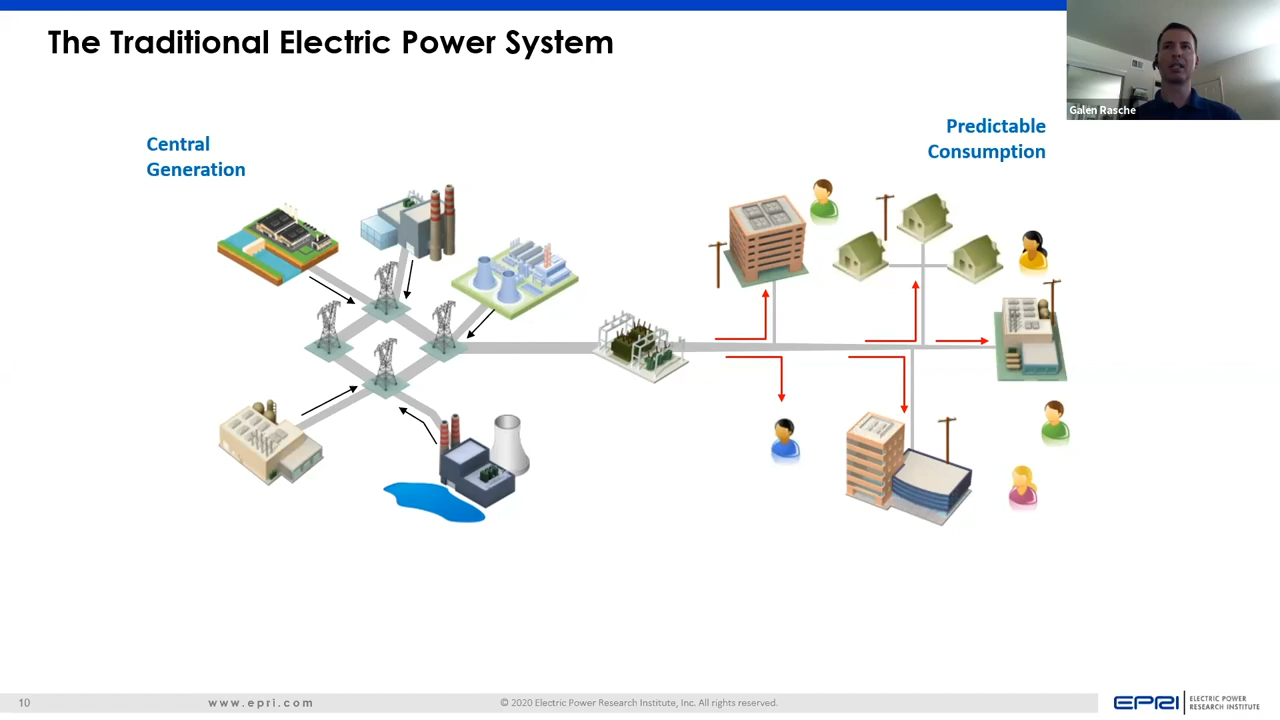 The Traditional Electric Power System
Galen Rasche
Central
Generation
Predictable
Consumption
10
www.epri.com
© 2020 Electric Power Research Institute, Inc. All rights reserved.
EPRI
ELECTRIC POWER
RESEARCH INSTITUTE